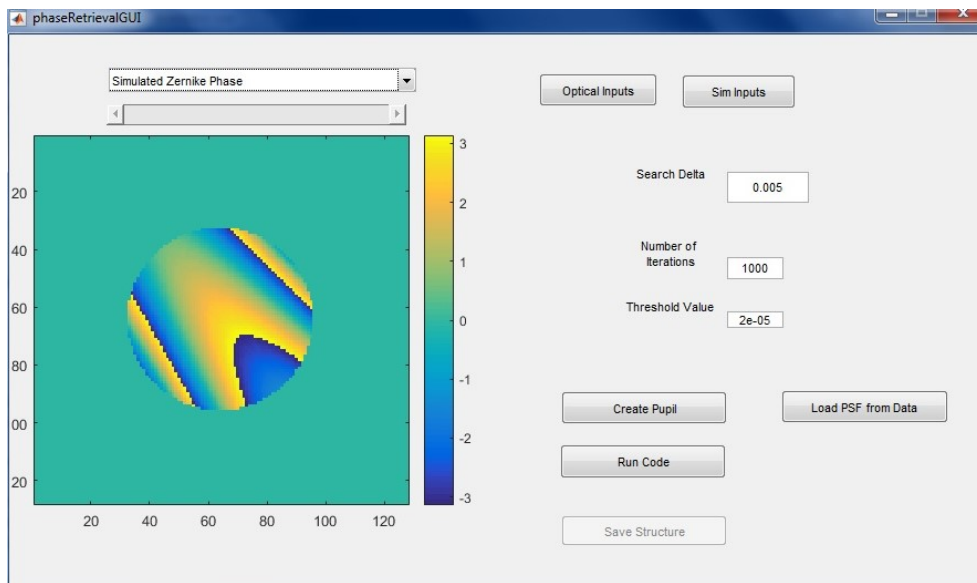 phaseRetrievalGUI
Simulated Zernike Phase
Optical Inputs
Sim Inputs
Search Delta
0.005
Number of
Iterations
1000
Threshold Value
2e-05
Create Pupil
Load PSF from Data
Run Code
Save Structure
20
40
60
80
00
20
20
40
60
80
100
120
3
2
1
0
-1
-2
-3